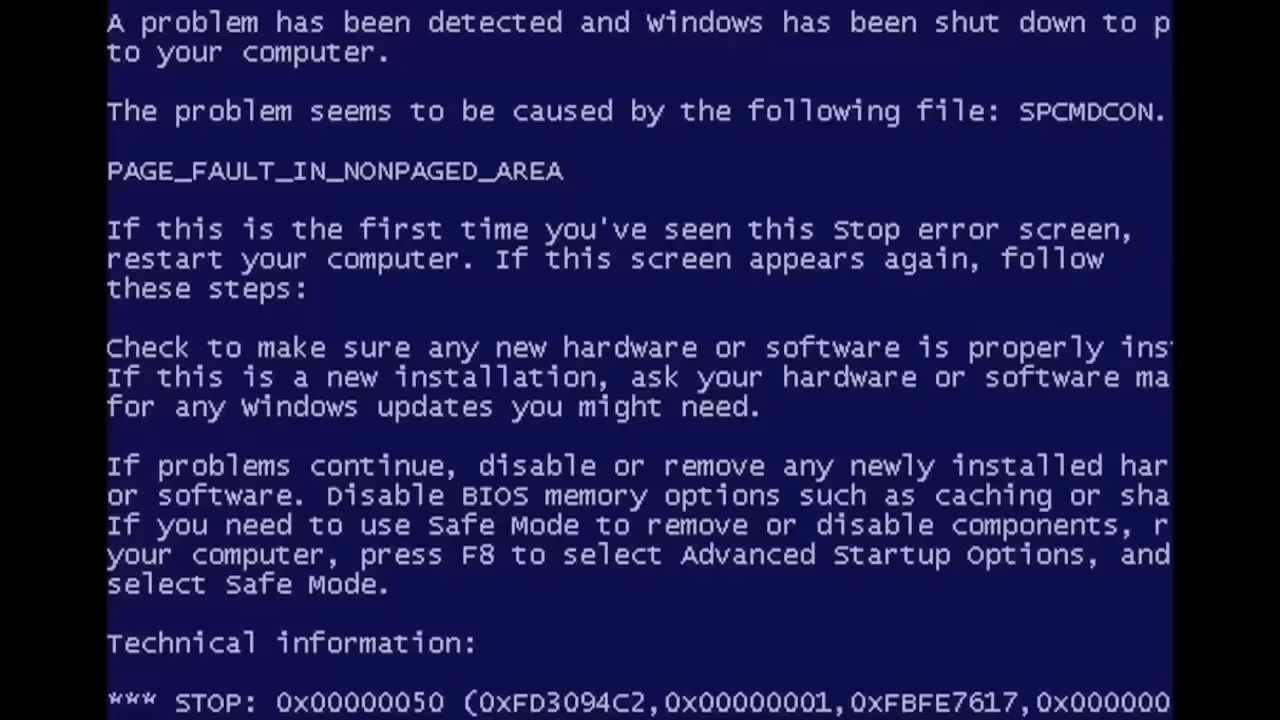 A problem has been detected and Windows has been shut down to p
to your computer.
The problem seems to be caused by the following file: SPCMDCON.
PAGE_FAULT_IN_NONPAGED_AREA
If this is the first time you've seen this Stop error screen,
restart your computer. If this screen appears again, follow
these steps:
Check to make sure any new hardware or software is properly ins
If this is a new installation, ask your hardware or software ma
for any Windows updates you might need.
If problems continue, disable or remove any newly installed har
or software. Disable BIOS memory options such as caching or sha
If you need to use Safe Mode to remove or disable components, r
your computer, press F8 to select Advanced Startup Options, and
select Safe Mode.
Technical information:
*** STOP: 0x00000050 (0xFD3094C2,0x00000001,0xFBFE7617,0x000000